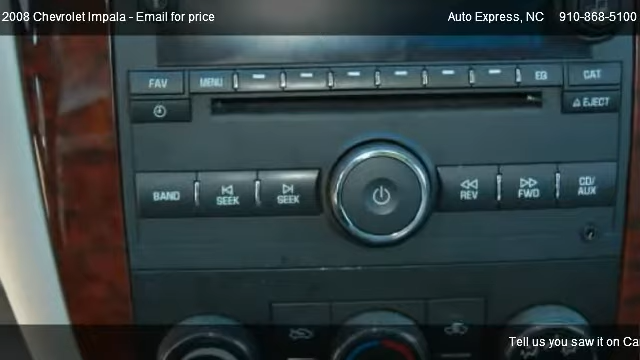 2008 Chevrolet Impala - Email for price Auto Express, NC 910-868-5100
FAV MENU EQ CAT
EJECT
BAND SEEK SEEK REV FWD CD/AUX
Tell us you saw it on Ca